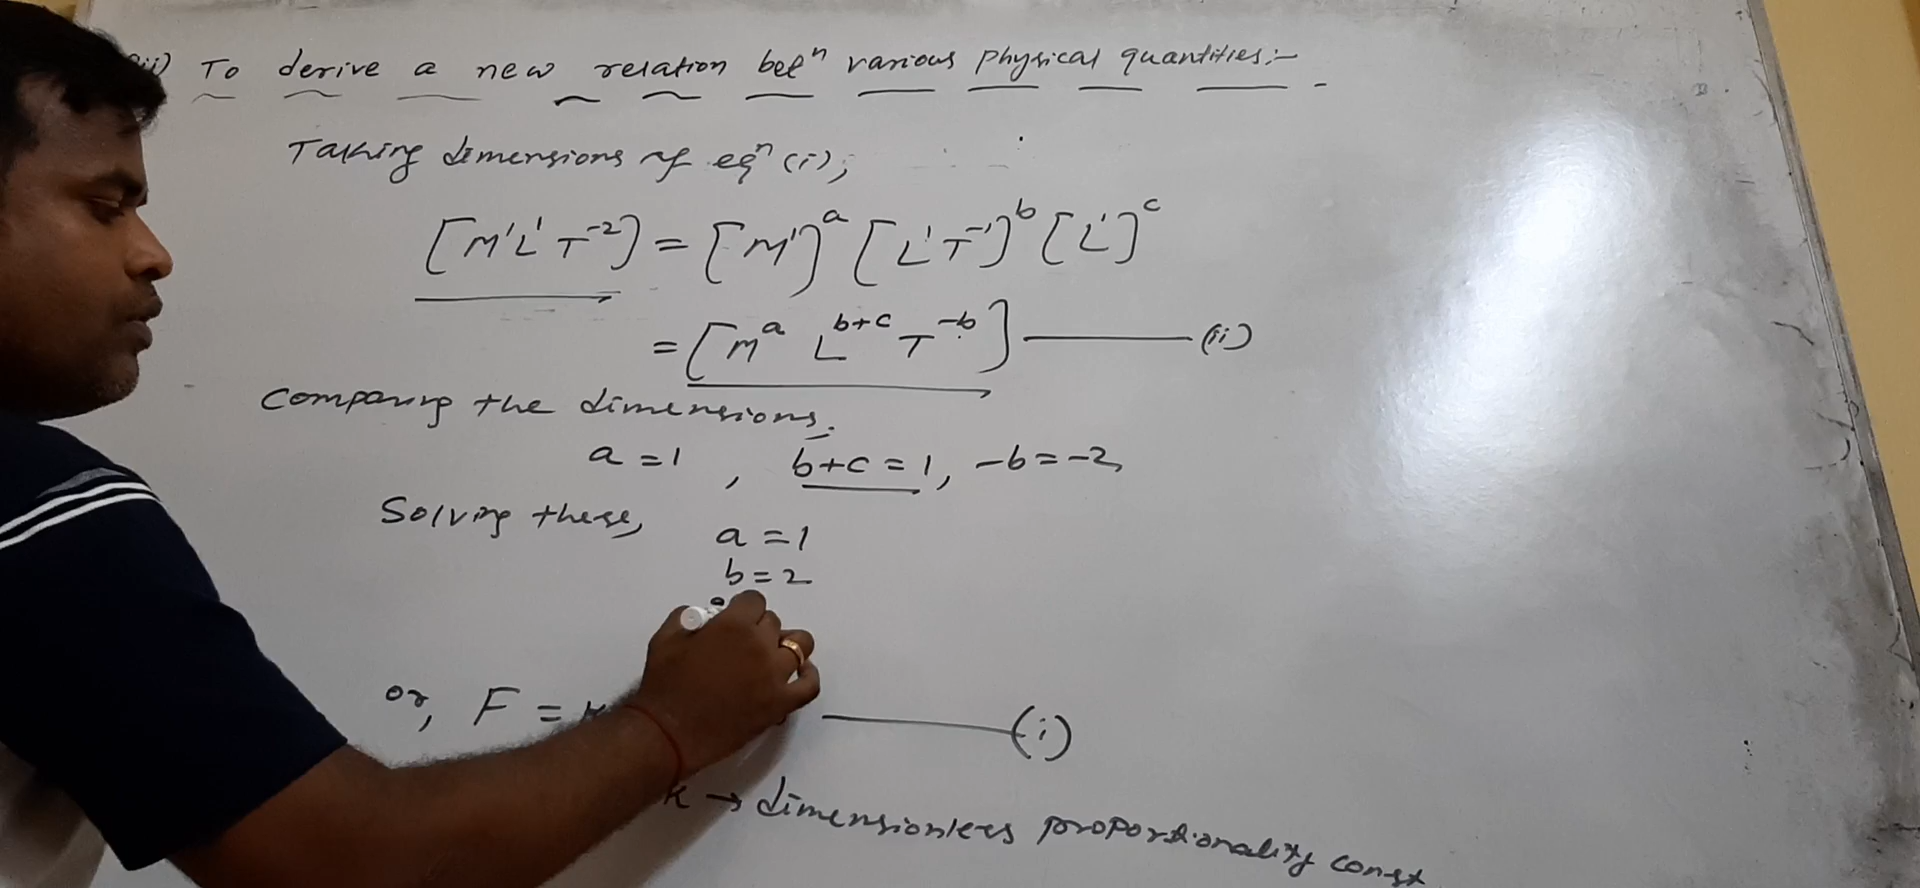 ii) To derive a new relation betⁿ various physical quantities:-
Taking dimensions of eqⁿ (i),
[M¹L¹T⁻²] = [M¹]ᵃ [L¹T⁻¹]ᵇ [L¹]ᶜ
= [Mᵃ Lᵇ⁺ᶜ T⁻ᵇ] ——— (ii)
Comparing the dimensions.
a = 1, b+c = 1, -b = -2,
Solving these,
a = 1
b = 2
or, F = k ——— (i)
k → dimensionless proportionality const